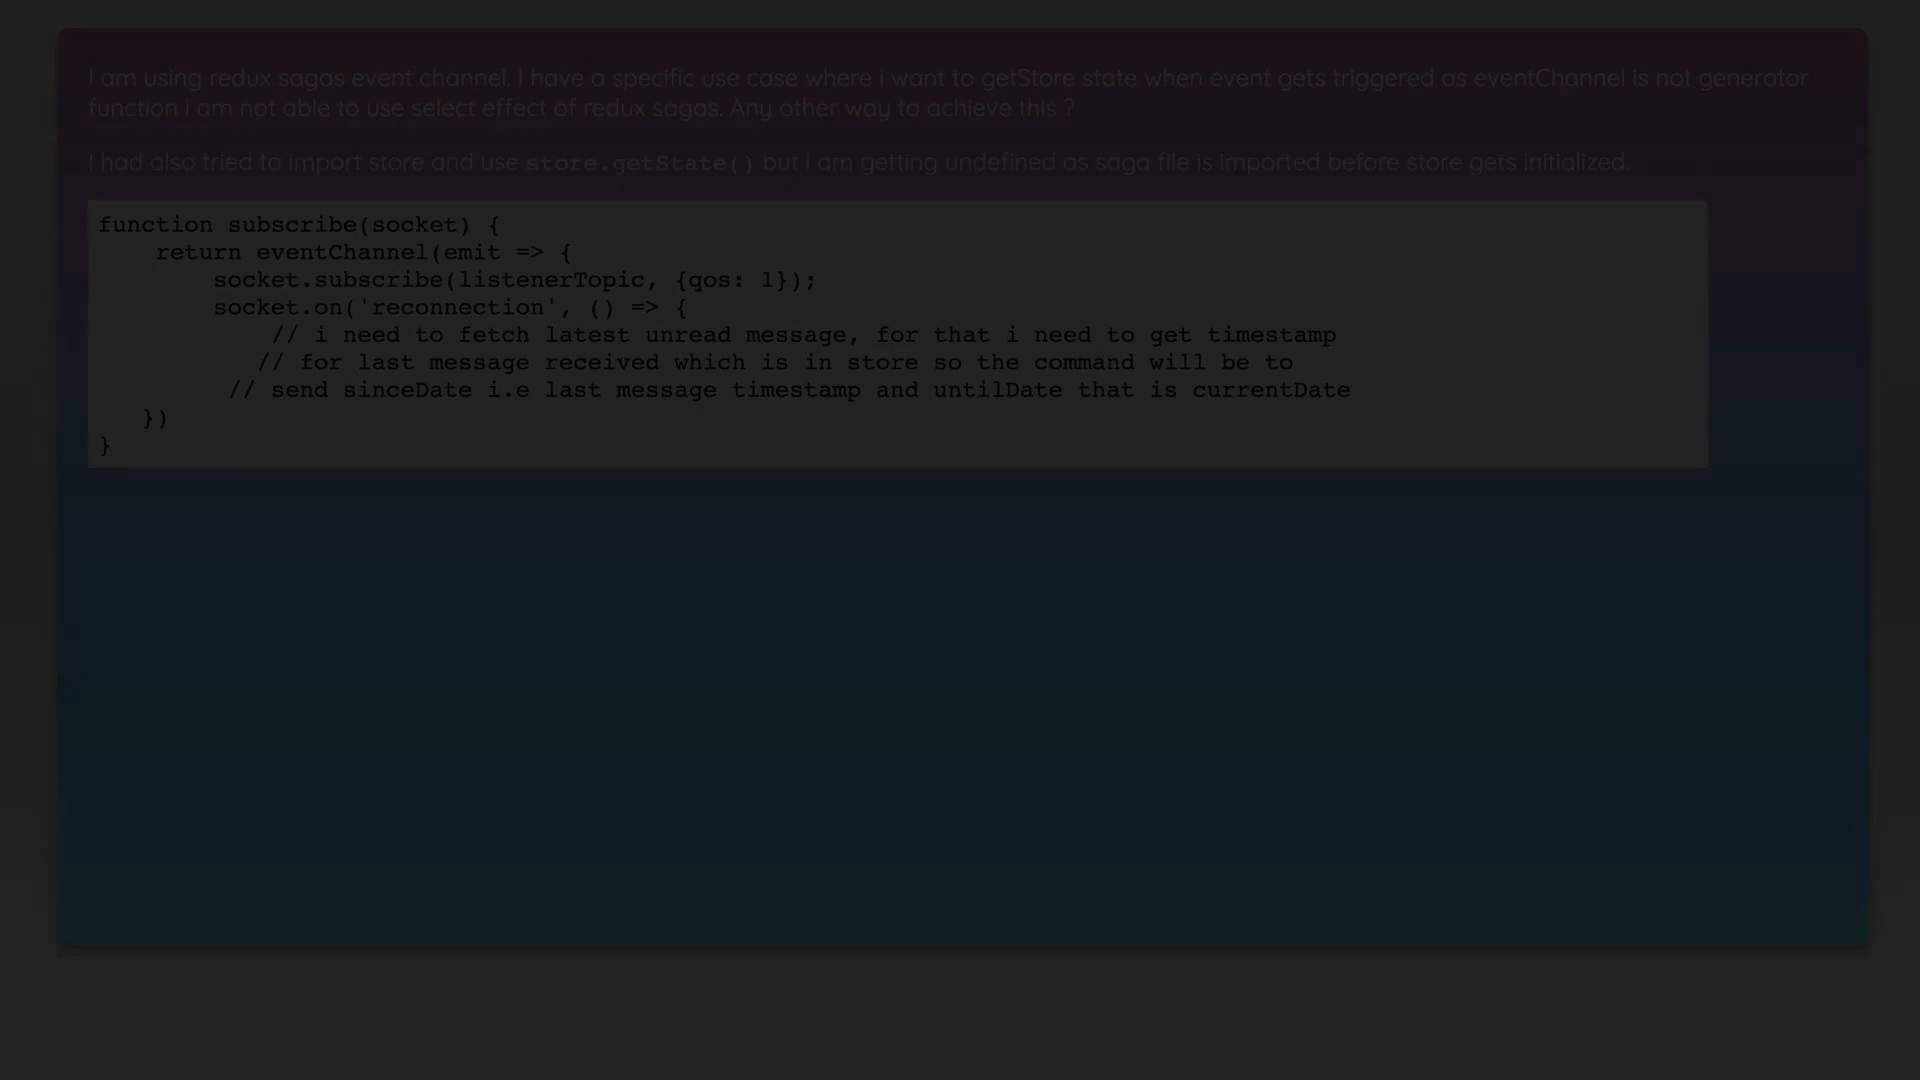 I am using redux sagas event channel. I have a specific use case where i want to getStore state when event gets triggered as eventChannel is not generator
function i am not able to use select effect of redux sagas. Any other way to achieve this ?
I had also tried to import store and use store.getState() but i am getting undefined as saga file is imported before store gets initialized.
function subscribe(socket) {
    return eventChannel(emit => {
        socket.subscribe(listenerTopic, {qos: 1});
        socket.on('reconnection', () => {
            // i need to fetch latest unread message, for that i need to get timestamp
           // for last message received which is in store so the command will be to
         // send sinceDate i.e last message timestamp and untilDate that is currentDate
   })
}